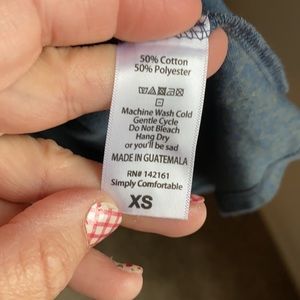 50% Cotton
50% Polyester
Machine Wash Cold
Gentle Cycle
Do Not Bleach
Hang Dry
or you'll be sad
MADE IN GUATEMALA
RN# 142161
Simply Comfortable
XS